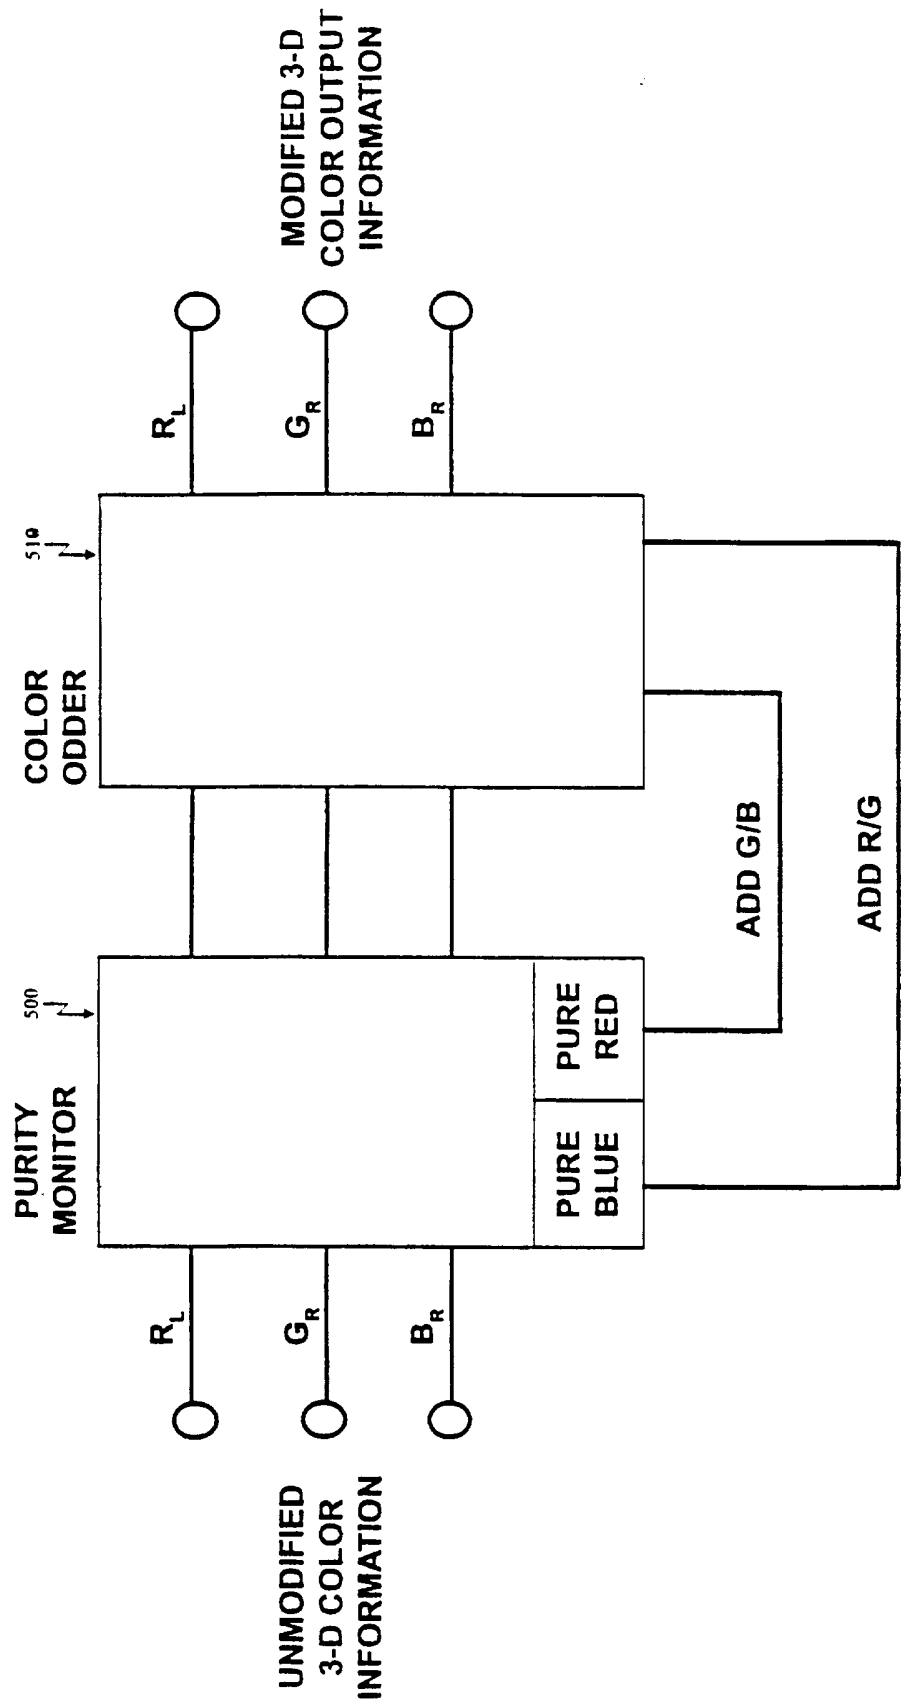 PURITY
MONITOR
500
COLOR
ODDER
510
UNMODIFIED
3-D COLOR
INFORMATION
R_L
G_R
B_R
PURE
BLUE
PURE
RED
ADD G/B
ADD R/G
R_L
G_R
B_R
MODIFIED 3-D
COLOR OUTPUT
INFORMATION